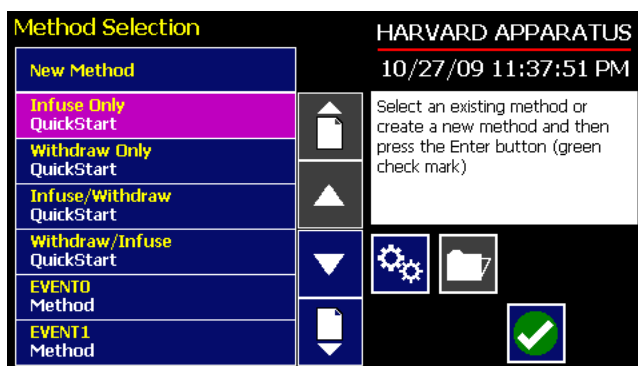 Method Selection
New Method
Infuse Only
QuickStart
Withdraw Only
QuickStart
Infuse/Withdraw
QuickStart
Withdraw/Infuse
QuickStart
EVENT0
Method
EVENT1
Method
HARVARD APPARATUS
10/27/09 11:37:51 PM
Select an existing method or
create a new method and then
press the Enter button (green
check mark)